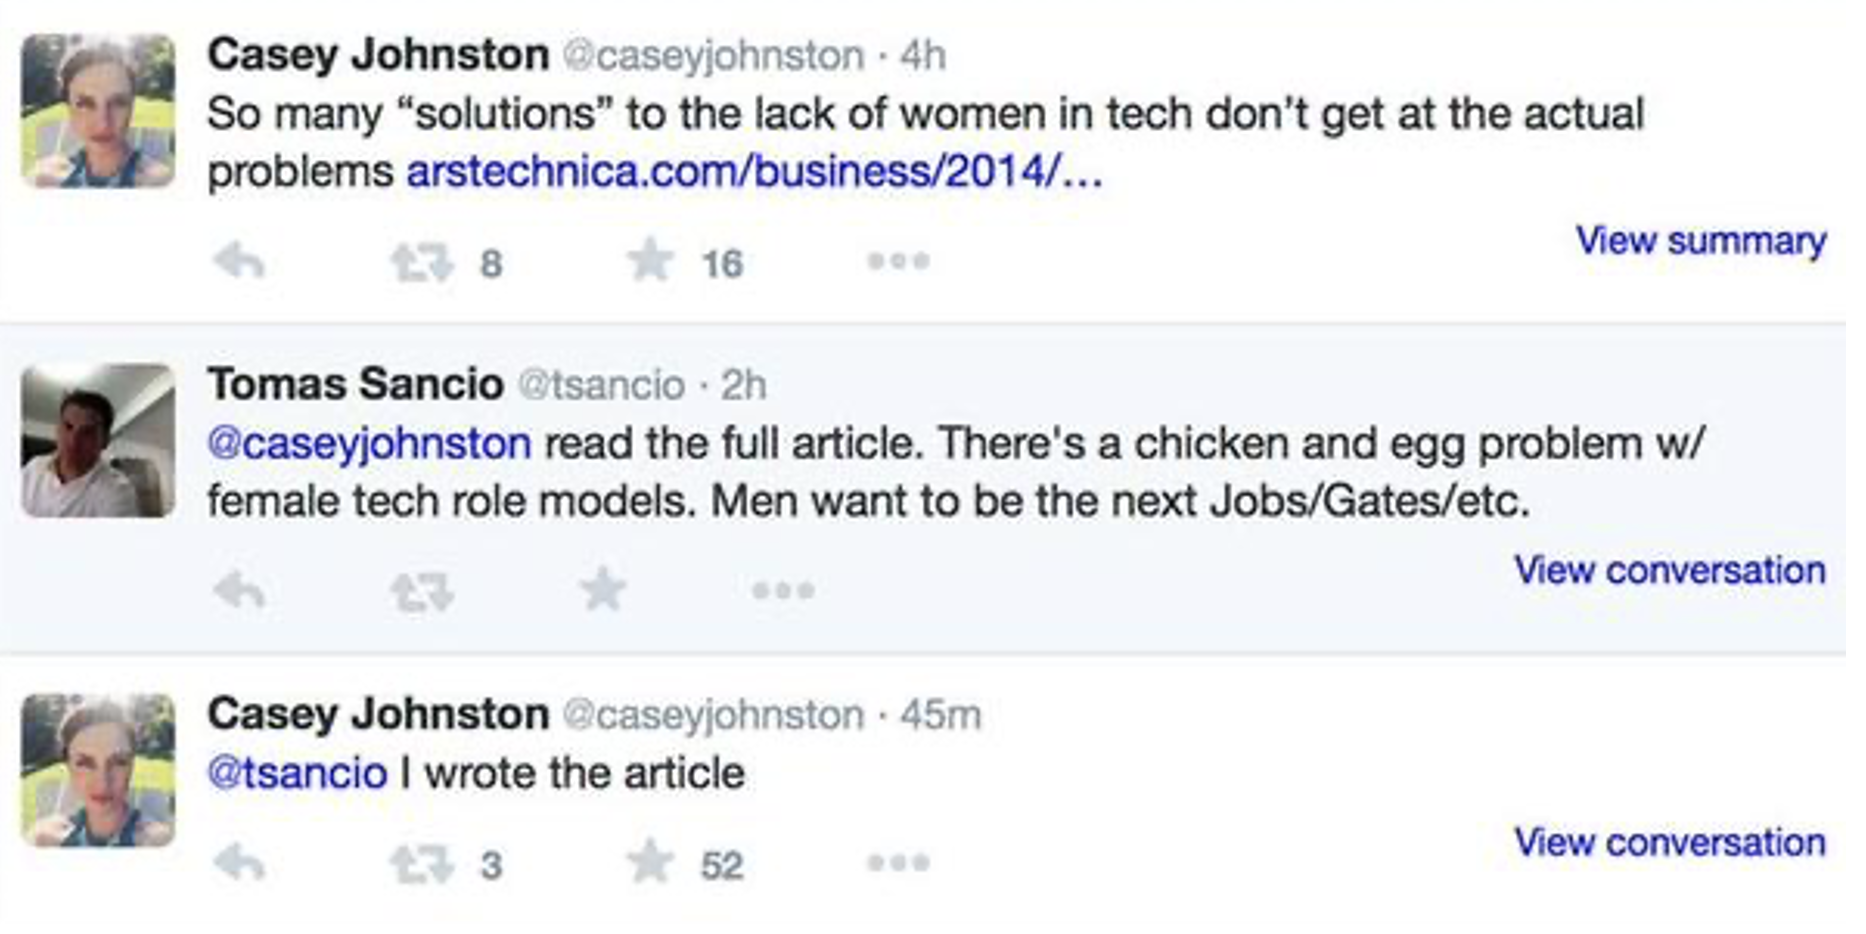 Casey Johnston @caseyjohnston · 4h
So many “solutions” to the lack of women in tech don’t get at the actual
problems arstechnica.com/business/2014/…
8 16
View summary
Tomas Sancio @tsancio · 2h
@caseyjohnston read the full article. There's a chicken and egg problem w/
female tech role models. Men want to be the next Jobs/Gates/etc.
View conversation
Casey Johnston @caseyjohnston · 45m
@tsancio I wrote the article
3 52
View conversation